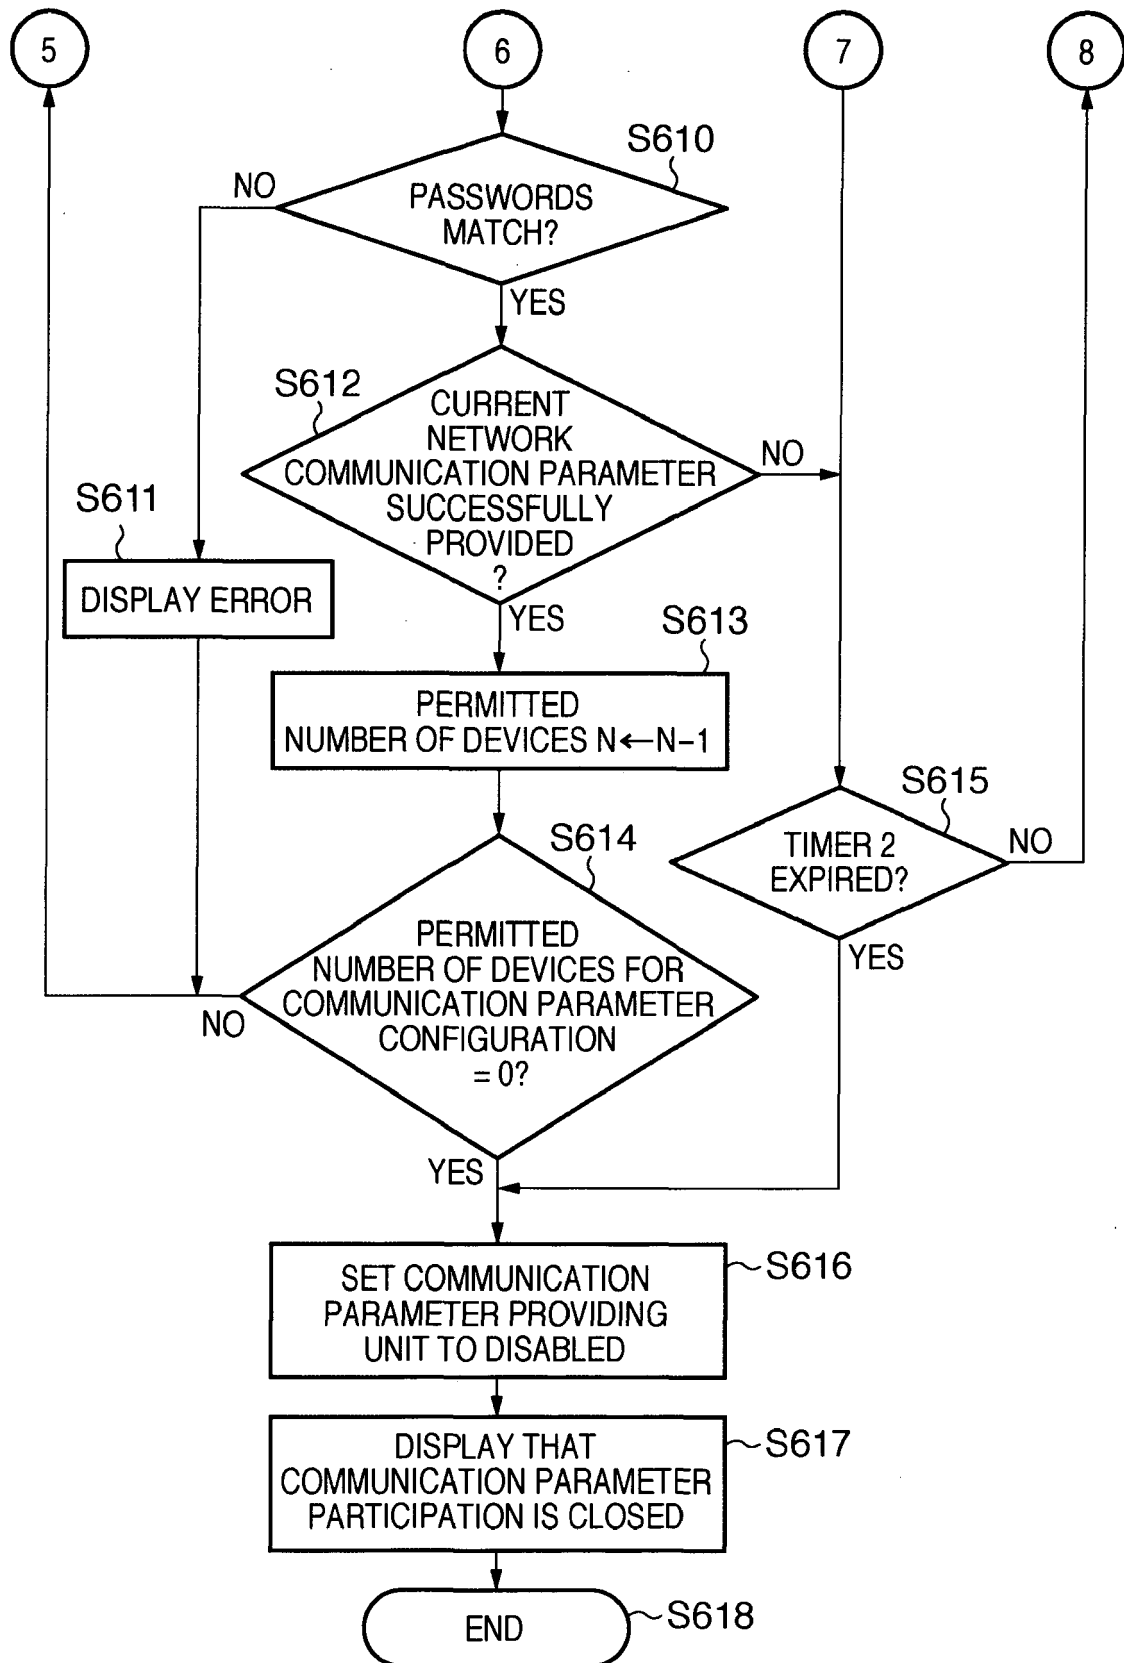 5
6
7
8
S610
NO
PASSWORDS
MATCH?
YES
S612
CURRENT
NETWORK
COMMUNICATION PARAMETER
SUCCESSFULLY
PROVIDED
?
NO
S611
DISPLAY ERROR
YES
S613
PERMITTED
NUMBER OF DEVICES N←N-1
S615
TIMER 2
EXPIRED?
NO
YES
S614
PERMITTED
NUMBER OF DEVICES FOR
COMMUNICATION PARAMETER
CONFIGURATION
= 0?
NO
YES
SET COMMUNICATION
PARAMETER PROVIDING
UNIT TO DISABLED
S616
DISPLAY THAT
COMMUNICATION PARAMETER
PARTICIPATION IS CLOSED
S617
END
S618